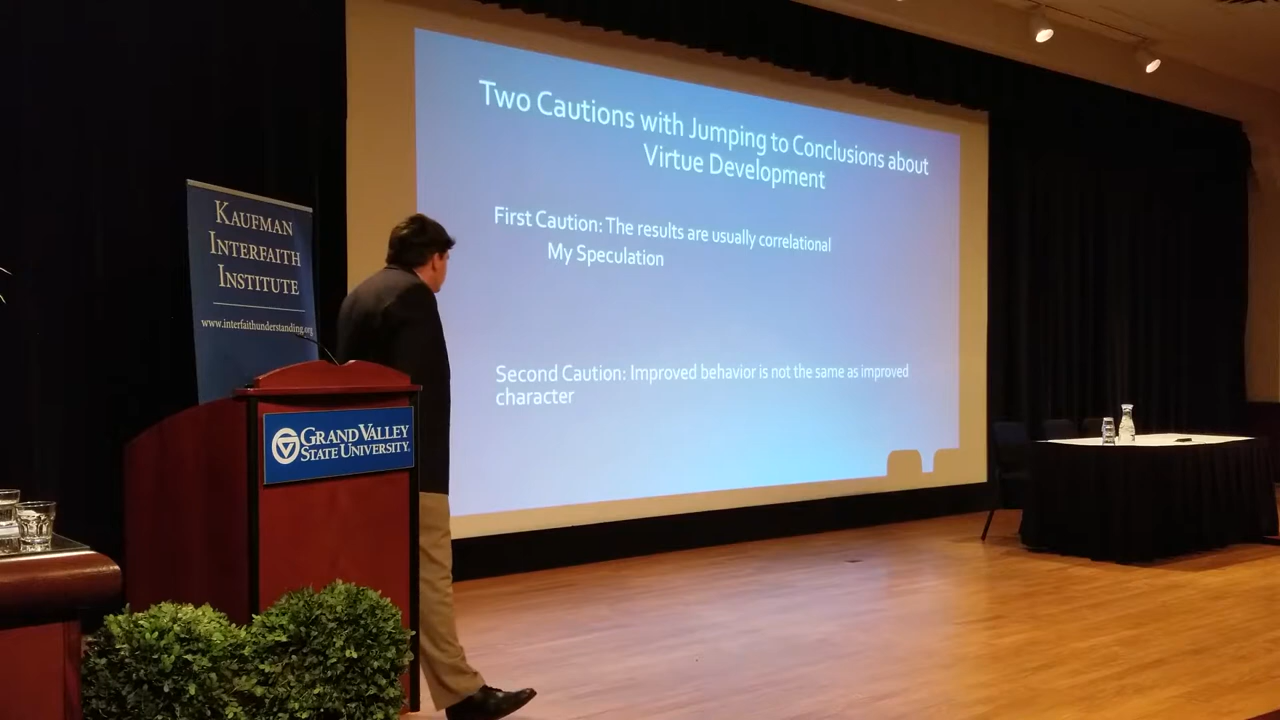 Two Cautions with Jumping to Conclusions about
Virtue Development
First Caution: The results are usually correlational
My Speculation
Second Caution: Improved behavior is not the same as improved
character
KAUFMAN
INTERFAITH
INSTITUTE
www.interfaithunderstanding.org
GRAND VALLEY
STATE UNIVERSITY.